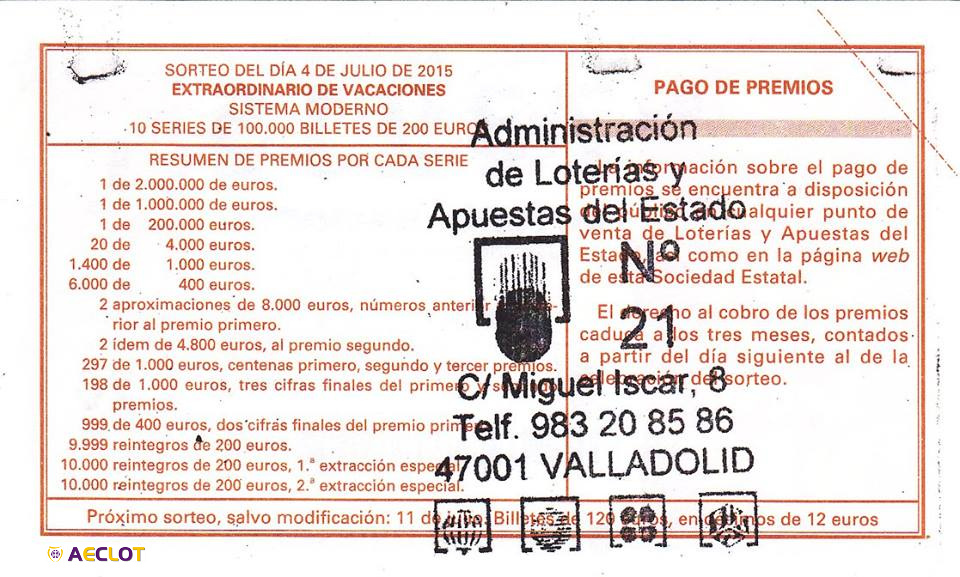 SORTEO DEL DÍA 4 DE JULIO DE 2015
EXTRAORDINARIO DE VACACIONES
SISTEMA MODERNO
10 SERIES DE 100.000 BILLETES DE 200 EURO
RESUMEN DE PREMIOS POR CADA SERIE
1 de 2.000.000 de euros.
1 de 1.000.000 de euros.
1 de 200.000 euros.
20 de 4.000 euros.
1.400 de 1.000 euros.
6.000 de 400 euros.
2 aproximaciones de 8.000 euros, números anterior
rior al premio primero.
2 ídem de 4.800 euros, al premio segundo.
297 de 1.000 euros, centenas primero, segundo y tercer premios.
198 de 1.000 euros, tres cifras finales del primero y segundo
premios.
999 de 400 euros, dos cifras finales del premio primero.
9.999 reintegros de 200 euros.
10.000 reintegros de 200 euros, 1.ª extracción especial.
10.000 reintegros de 200 euros, 2.ª extracción especial.
PAGO DE PREMIOS
La información sobre el pago de
premios se encuentra a disposición
del público en cualquier punto de
venta de Loterías y Apuestas del
Estado, así como en la página web
de esta Sociedad Estatal.
El derecho al cobro de los premios
caduca a los tres meses, contados
a partir del día siguiente al de la
celebración del sorteo.
Administración
de Loterías y
Apuestas del Estado
Nº
21
C/ Miguel Iscar, 8
Telf. 983 20 85 86
47001 VALLADOLID
Próximo sorteo, salvo modificación: 11 de julio. Billetes de 120 euros, en décimos de 12 euros
AECLOT